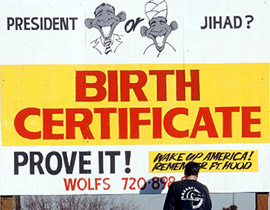 PRESIDENT or JIHAD?
BIRTH
CERTIFICATE
PROVE IT!
WAKE UP AMERICA!
REMEMBER FT. HOOD
WOLFS 720-